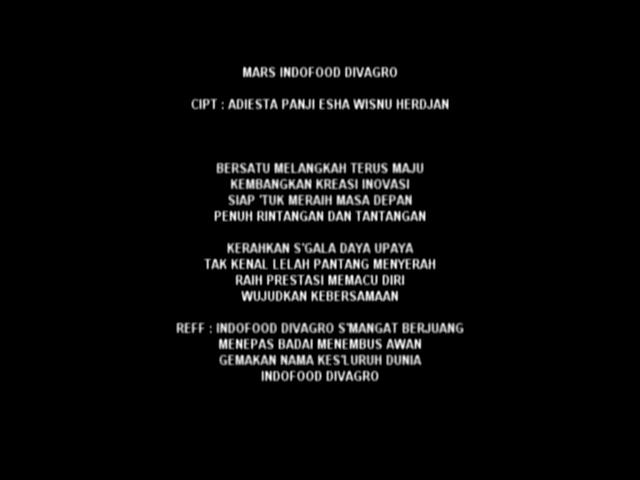 MARS INDOFOOD DIVAGRO
CIPT : ADIESTA PANJI ESHA WISNU HERDJAN
BERSATU MELANGKAH TERUS MAJU
KEMBANGKAN KREASI INOVASI
SIAP 'TUK MERAIH MASA DEPAN
PENUH RINTANGAN DAN TANTANGAN
KERAHKAN S'GALA DAYA UPAYA
TAK KENAL LELAH PANTANG MENYERAH
RAIH PRESTASI MEMACU DIRI
WUJUDKAN KEBERSAMAAN
REFF : INDOFOOD DIVAGRO S'MANGAT BERJUANG
MENEPAS BADAI MENEMBUS AWAN
GEMAKAN NAMA KES'LURUH DUNIA
INDOFOOD DIVAGRO